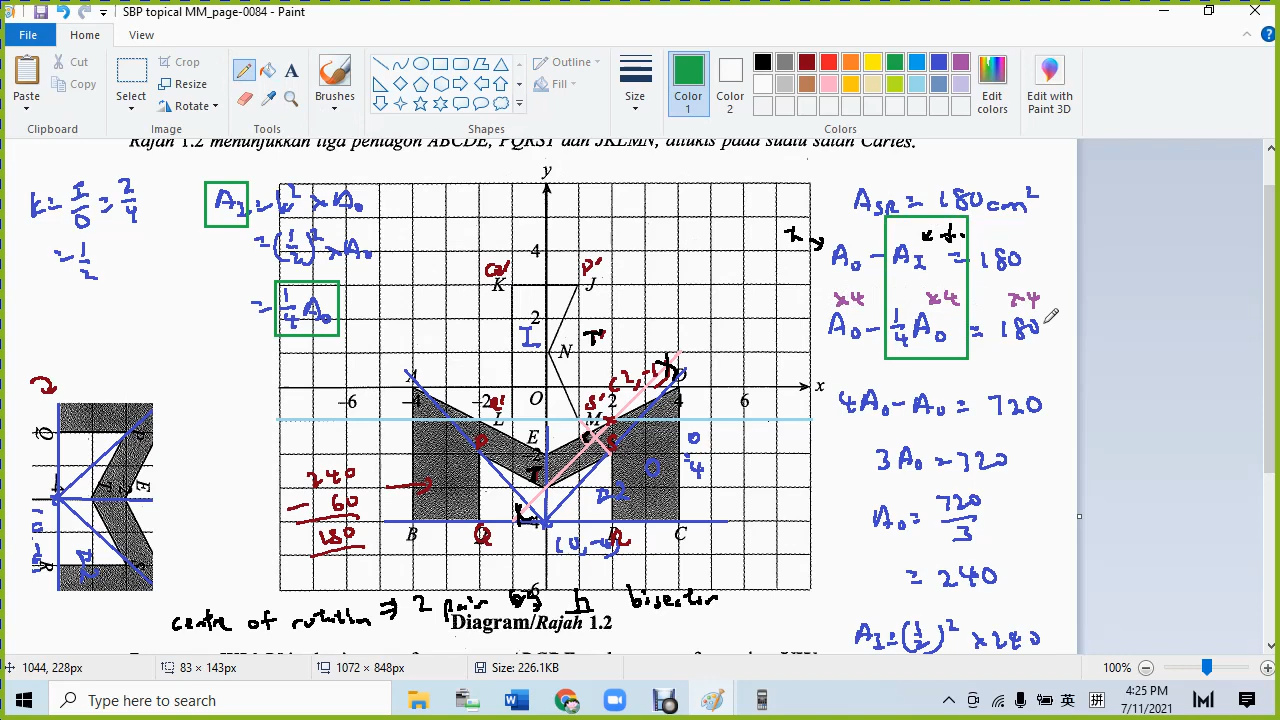 SBP topical MM_page-0084 - Paint
File Home View
Cut
Copy
Paste
Clipboard
Crop
Resize
Rotate
Select
Image
Tools
Brushes
Outline
Fill
Shapes
Size
Color 1
Color 2
Edit colors
Colors
Edit with Paint 3D
Rajah 1.2 menunjukkan tiga pentagon ABCDE, PQRST dan JKLMN, dilukis pada suatu satah Cartes.
K = I/O = 2/4
= 1/2
A_I = k² × A_o
= (1/2)² × A_o
= 1/4 A_o
y
4
K J
2
I N T'
A D
-6 -4 -2 O 2 4 6 x
(2, -1)
L M S'
E
P S
T
O = 4
I = 2
240
- 60
180
B Q R C
(0, -4)
A_SR = 180 cm²
A_o - A_I = 180
×4 ×4 ×4
A_o - 1/4 A_o = 180
4A_o - A_o = 720
3A_o = 720
A_o = 720/3
= 240
A_I = (1/2)² × 240
centre of rotation ⇒ 2 pair bisector
Diagram/Rajah 1.2
1044, 228px
83 × 143px
1072 × 848px
Size: 226.1KB
100%
Type here to search
英
拼
4:25 PM
7/11/2021